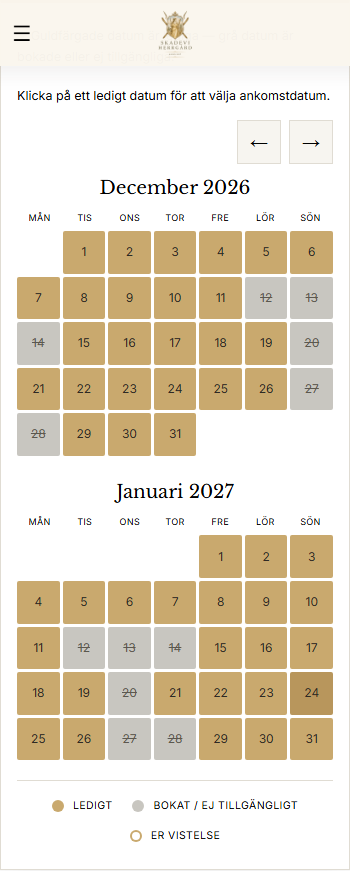 ☰
SKADEVI
HERRGÅRD
Klicka på ett ledigt datum för att välja ankomstdatum.
← →
December 2026
MÅN TIS ONS TOR FRE LÖR SÖN
1 2 3 4 5 6
7 8 9 10 11 12 13
14 15 16 17 18 19 20
21 22 23 24 25 26 27
28 29 30 31
Januari 2027
MÅN TIS ONS TOR FRE LÖR SÖN
1 2 3
4 5 6 7 8 9 10
11 12 13 14 15 16 17
18 19 20 21 22 23 24
25 26 27 28 29 30 31
LEDIGT BOKAT / EJ TILLGÄNGLIGT
ER VISTELSE